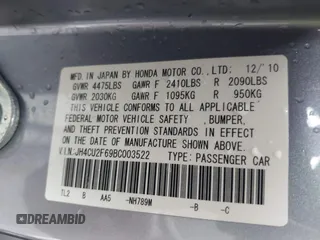 MFD. IN JAPAN BY HONDA MOTOR CO.,LTD. 12/10
GVWR 4475LBS GAWR F 2410LBS R 2090LBS
GVWR 2030KG GAWR F 1095KG R 950KG
THIS VEHICLE CONFORMS TO ALL APPLICABLE
FEDERAL MOTOR VEHICLE SAFETY , BUMPER,
AND THEFT PREVENTION STANDARDS IN EFFECT ON
THE DATE OF MANUFACTURE SHOWN ABOVE.
V.I.N:JH4CU2F69BC003522 TYPE: PASSENGER CAR
TL2 B AA5 -NH789M -B -C